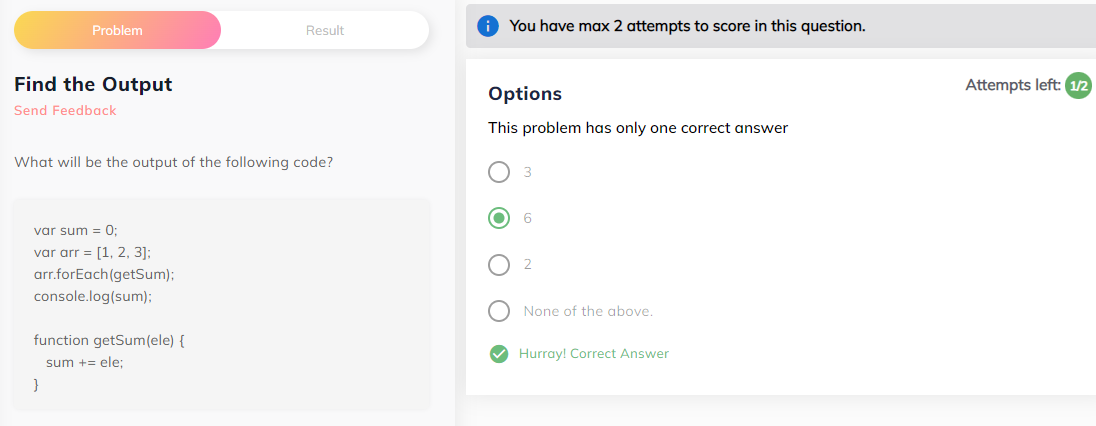 Problem
Result
Find the Output
Send Feedback
What will be the output of the following code?
var sum = 0;
var arr = [1, 2, 3];
arr.forEach(getSum);
console.log(sum);
function getSum(ele) {
sum += ele;
}
You have max 2 attempts to score in this question.
Attempts left: 1/2
Options
This problem has only one correct answer
3
6
2
None of the above.
Hurray! Correct Answer